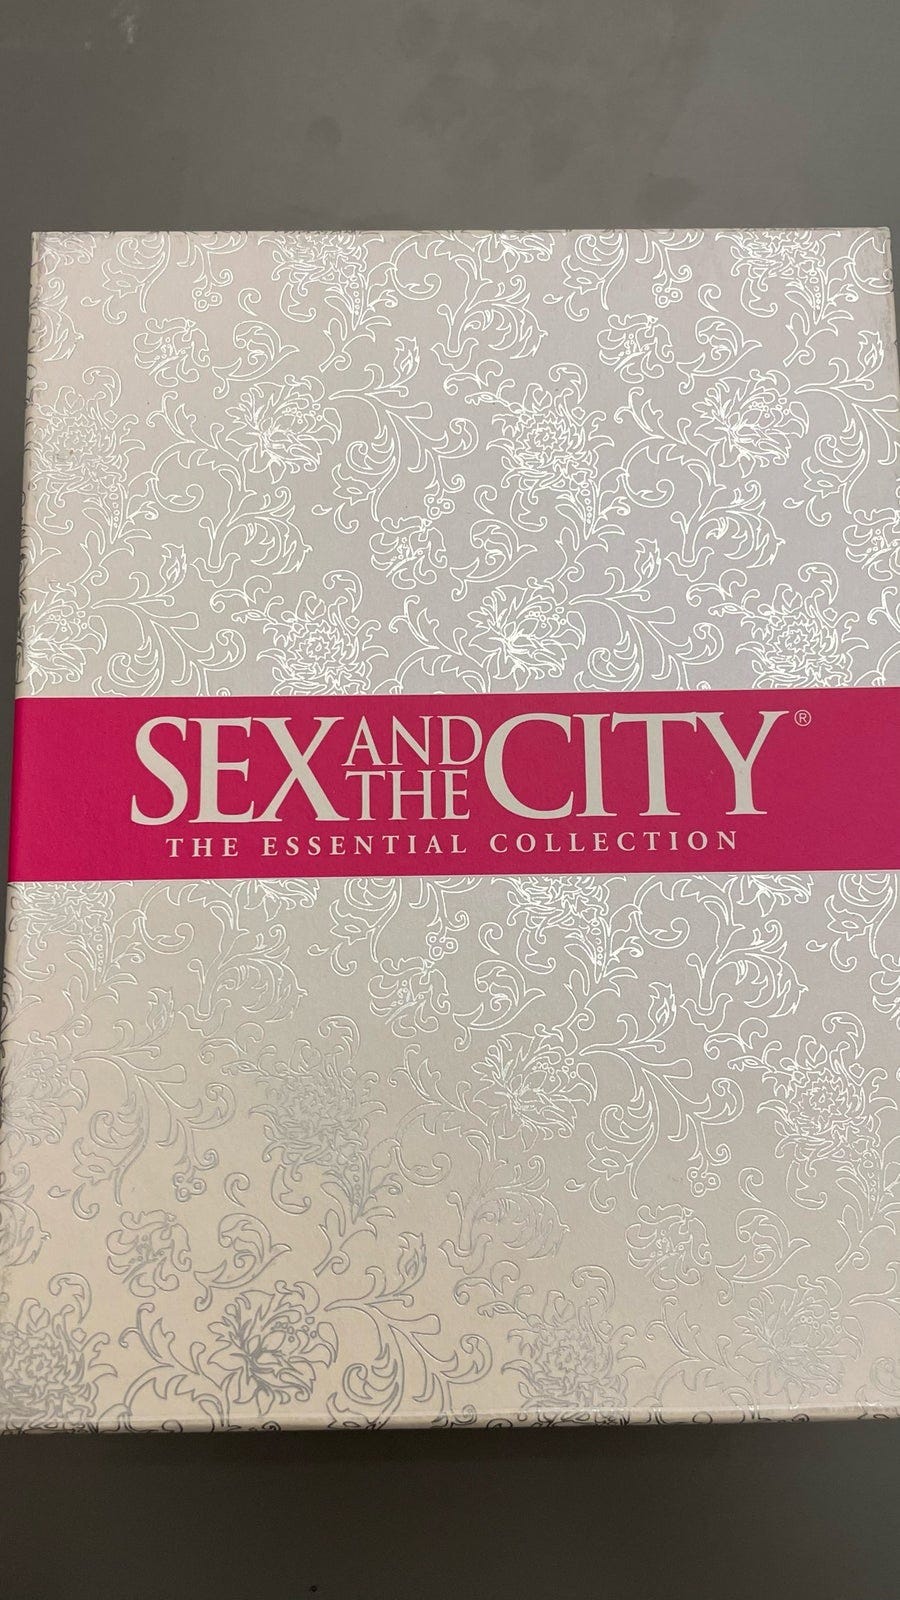 SEX AND THE CITY®
THE ESSENTIAL COLLECTION